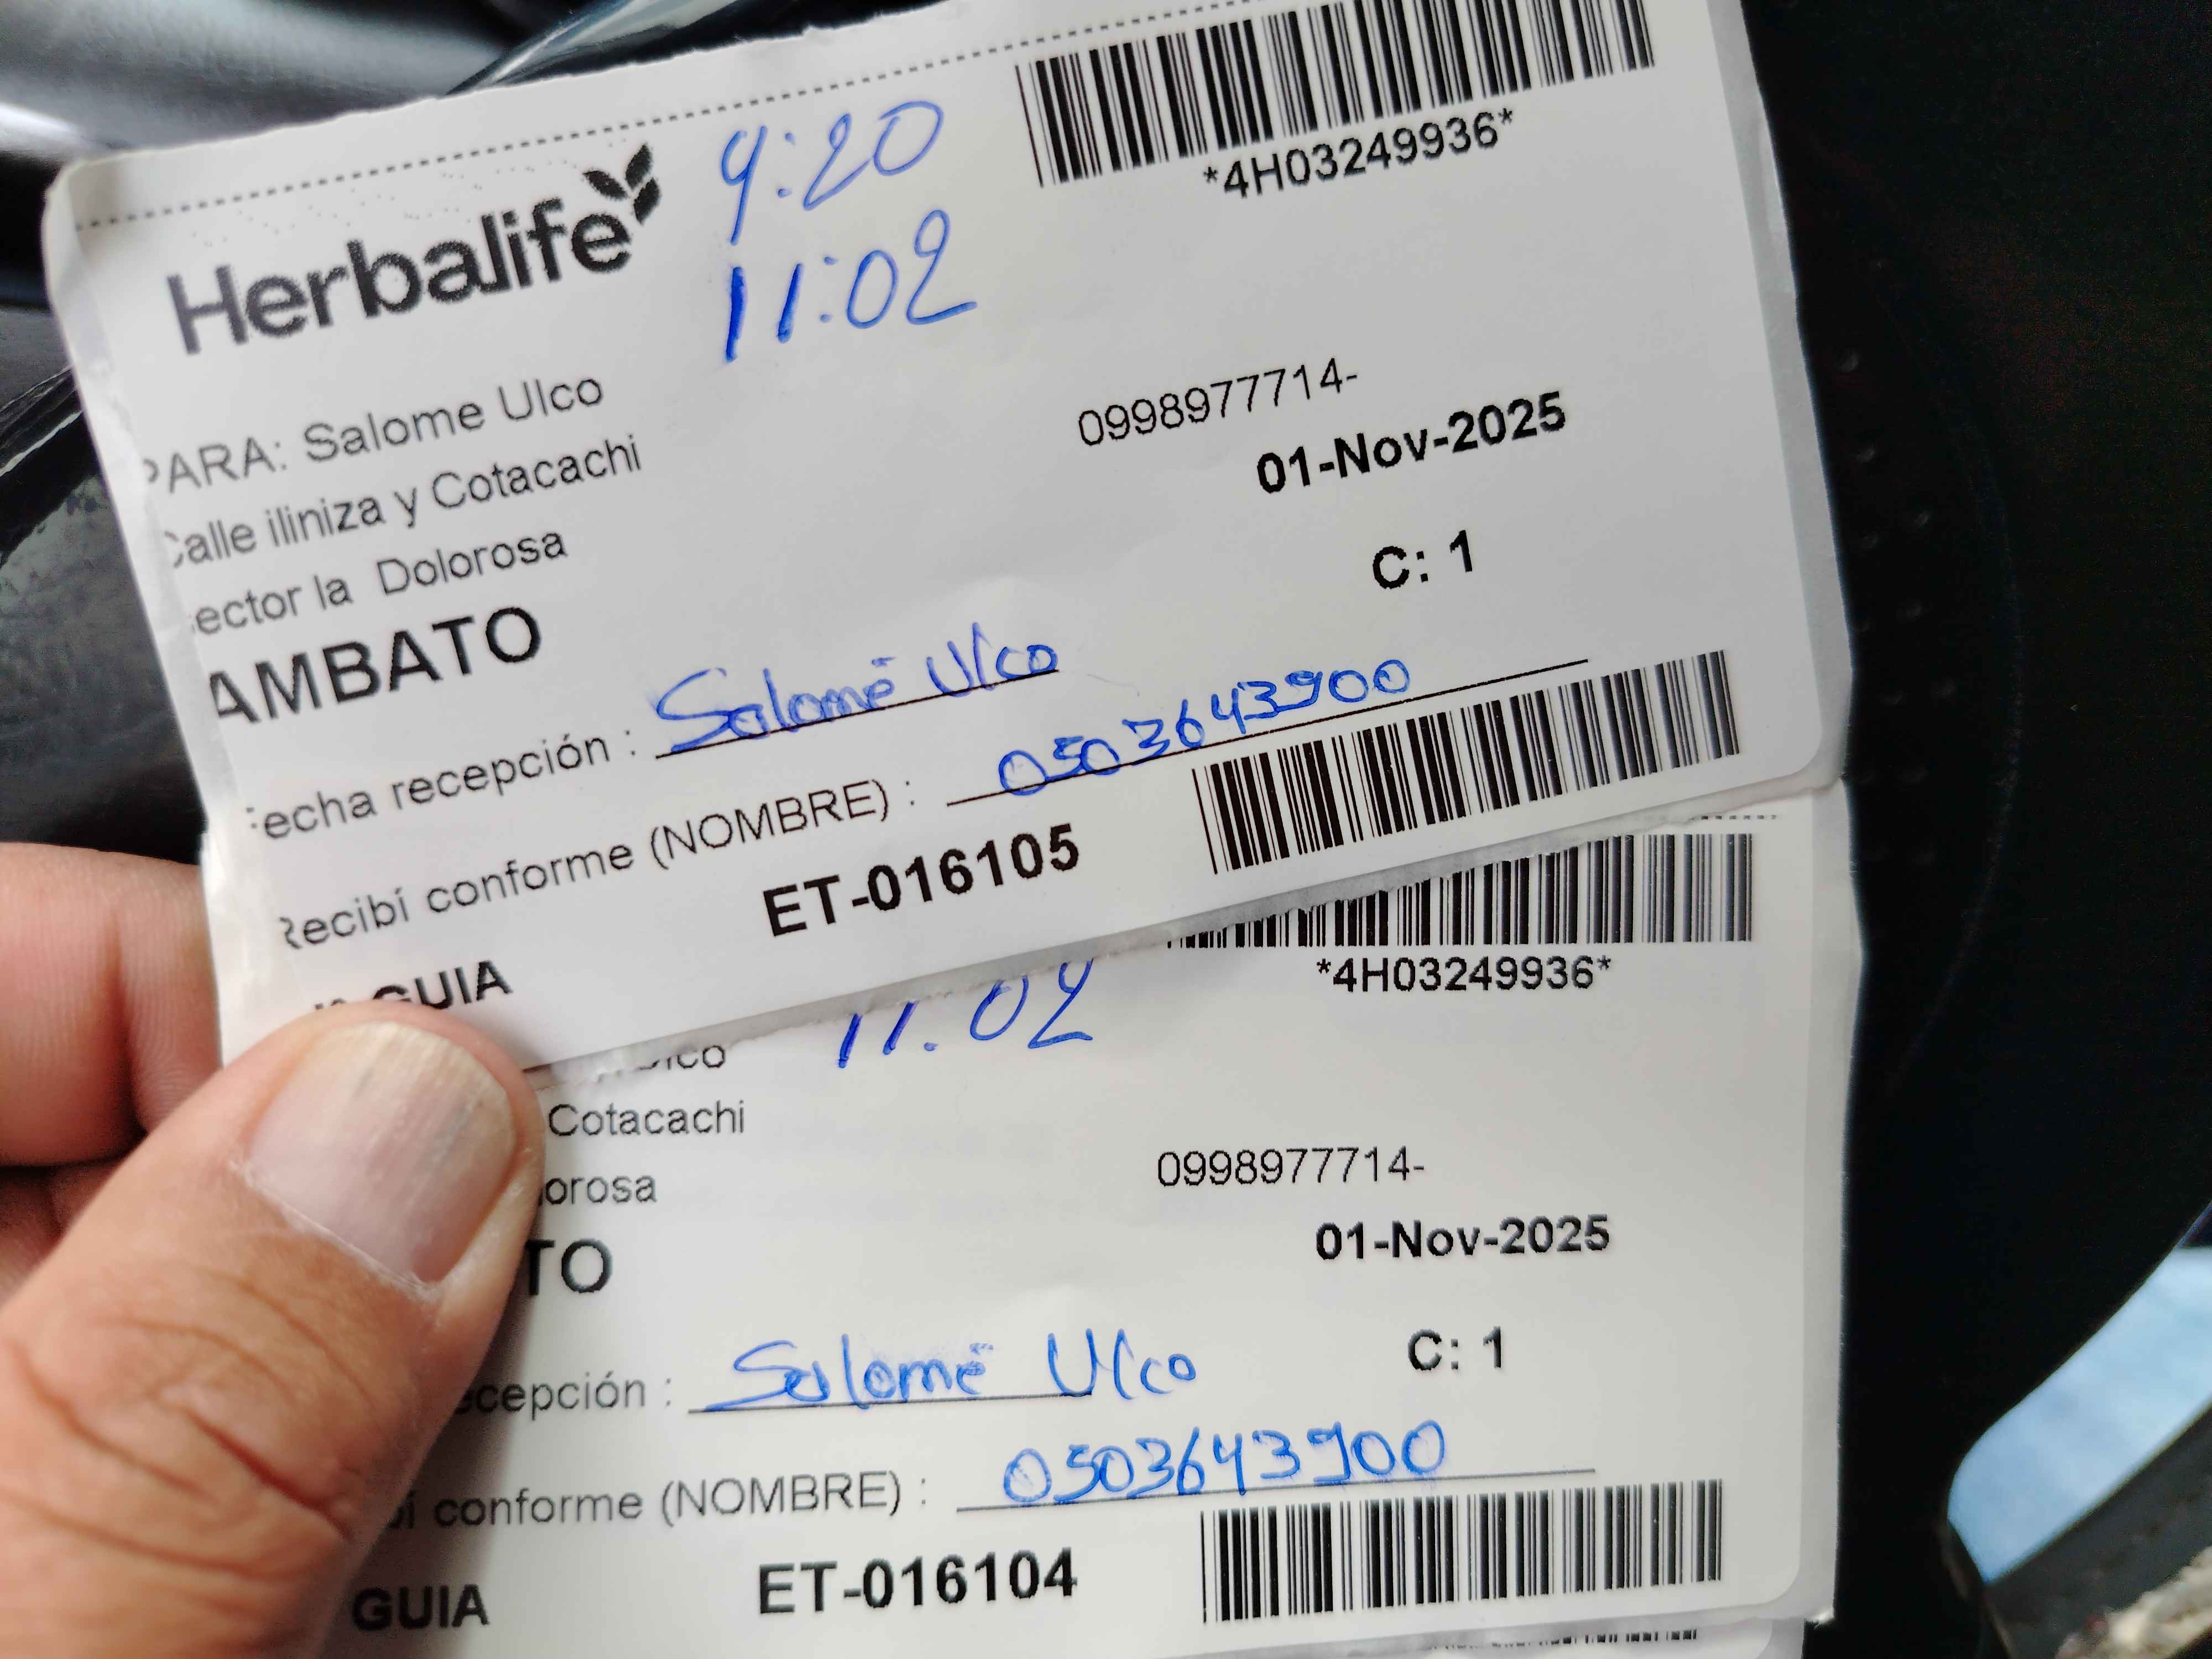 9:20
*4H03249936*
Herbalife
11:02
PARA: Salome Ulco
0998977714-
Calle iliniza y Cotacachi
01-Nov-2025
ector la Dolorosa
C: 1
AMBATO
Fecha recepción : Salomé Ulco
Recibí conforme (NOMBRE) : 0503643900
ET-016105
GUIA
*4H03249936*
11:02
Cotacachi
0998977714-
orosa
01-Nov-2025
TO
C: 1
cepción : Salomé Ulco
conforme (NOMBRE) : 0503643900
GUIA ET-016104